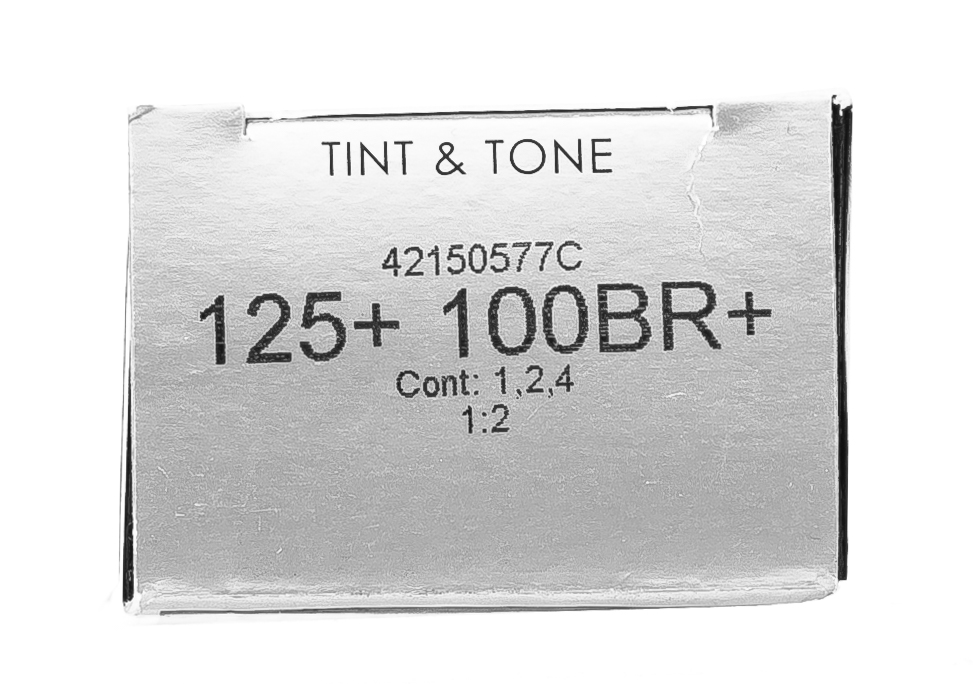 TINT & TONE
42150577C
125+ 100BR+
Cont: 1,2,4
1:2